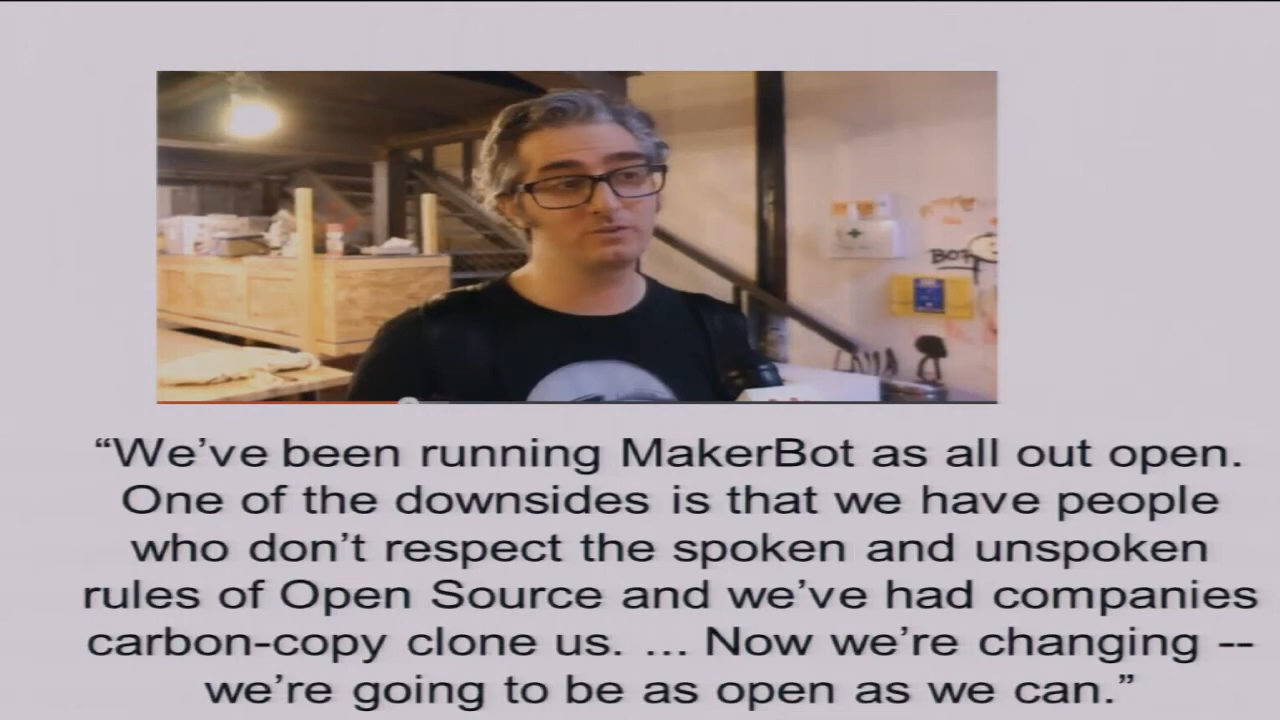 BOT
“We’ve been running MakerBot as all out open.
One of the downsides is that we have people
who don’t respect the spoken and unspoken
rules of Open Source and we’ve had companies
carbon-copy clone us. ... Now we’re changing --
we’re going to be as open as we can.”